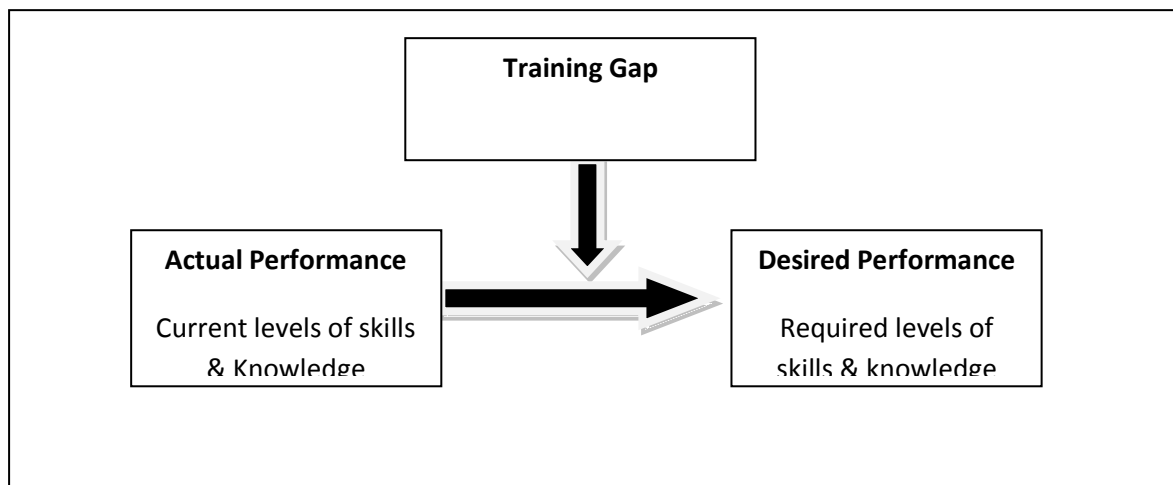 Training Gap
Actual Performance
Current levels of skills
& Knowledge
Desired Performance
Required levels of
skills & knowledge